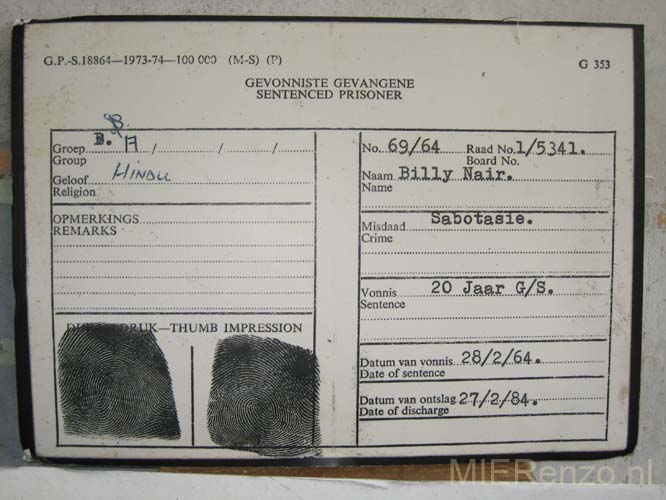 G.P.-S.18864—1973-74—100 000 (M-S) (P)
G 353
GEVONNISTE GEVANGENE
SENTENCED PRISONER
B.
Groep B. A / / / /
Group
Geloof HINDU
Religion
OPMERKINGS
REMARKS
DRUK—THUMB IMPRESSION
No. 69/64 Raad No. 1/5341.
Board No.
Naam Billy Nair.
Name
Misdaad Sabotasie.
Crime
Vonnis 20 Jaar G/S.
Sentence
Datum van vonnis 28/2/64.
Date of sentence
Datum van ontslag 27/2/84.
Date of discharge
MIERenzo.nl